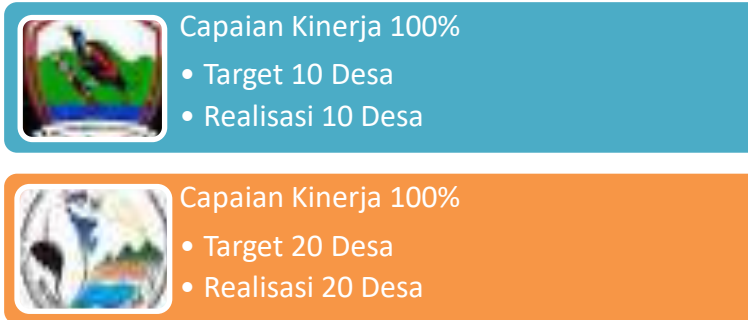 Capaian Kinerja 100%
• Target 10 Desa
• Realisasi 10 Desa
Capaian Kinerja 100%
• Target 20 Desa
• Realisasi 20 Desa